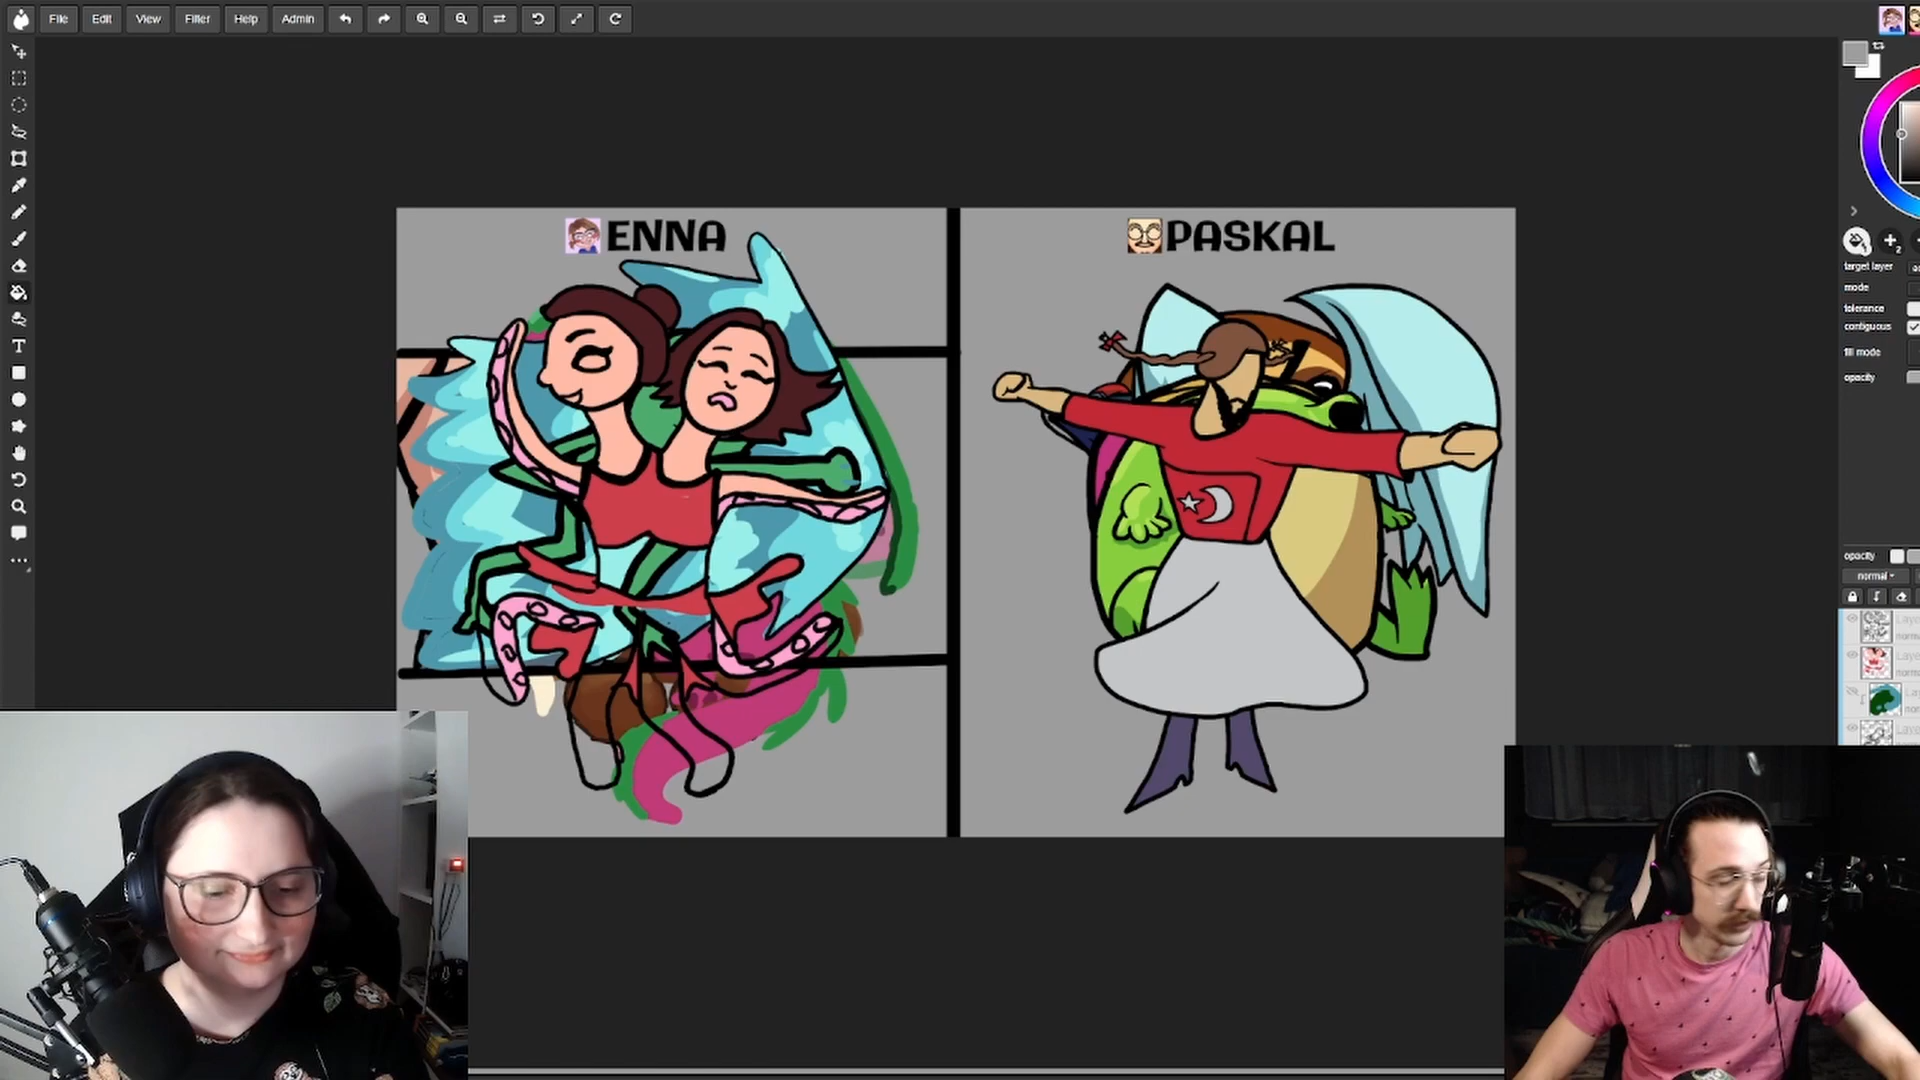 File Edit View Filter Help Admin
ENNA
PASKAL
target layer
mode
tolerance
contiguous
fill mode
opacity
opacity
normal